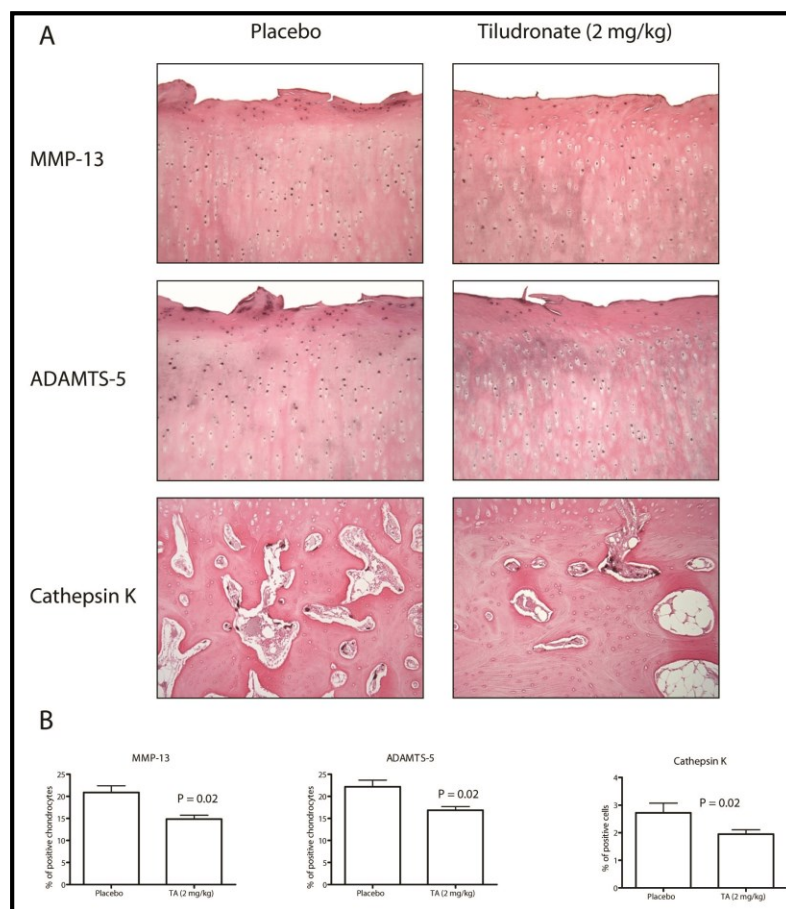 A
Placebo
Tiludronate (2 mg/kg)
MMP-13
ADAMTS-5
Cathepsin K
B
MMP-13
% of positive chondrocytes
25
20
15
10
5
0
P = 0.02
Placebo
TA (2 mg/kg)
ADAMTS-5
% of positive chondrocytes
25
20
15
10
5
0
P = 0.02
Placebo
TA (2 mg/kg)
Cathepsin K
% of positive cells
4
3
2
1
0
P = 0.02
Placebo
TA (2 mg/kg)